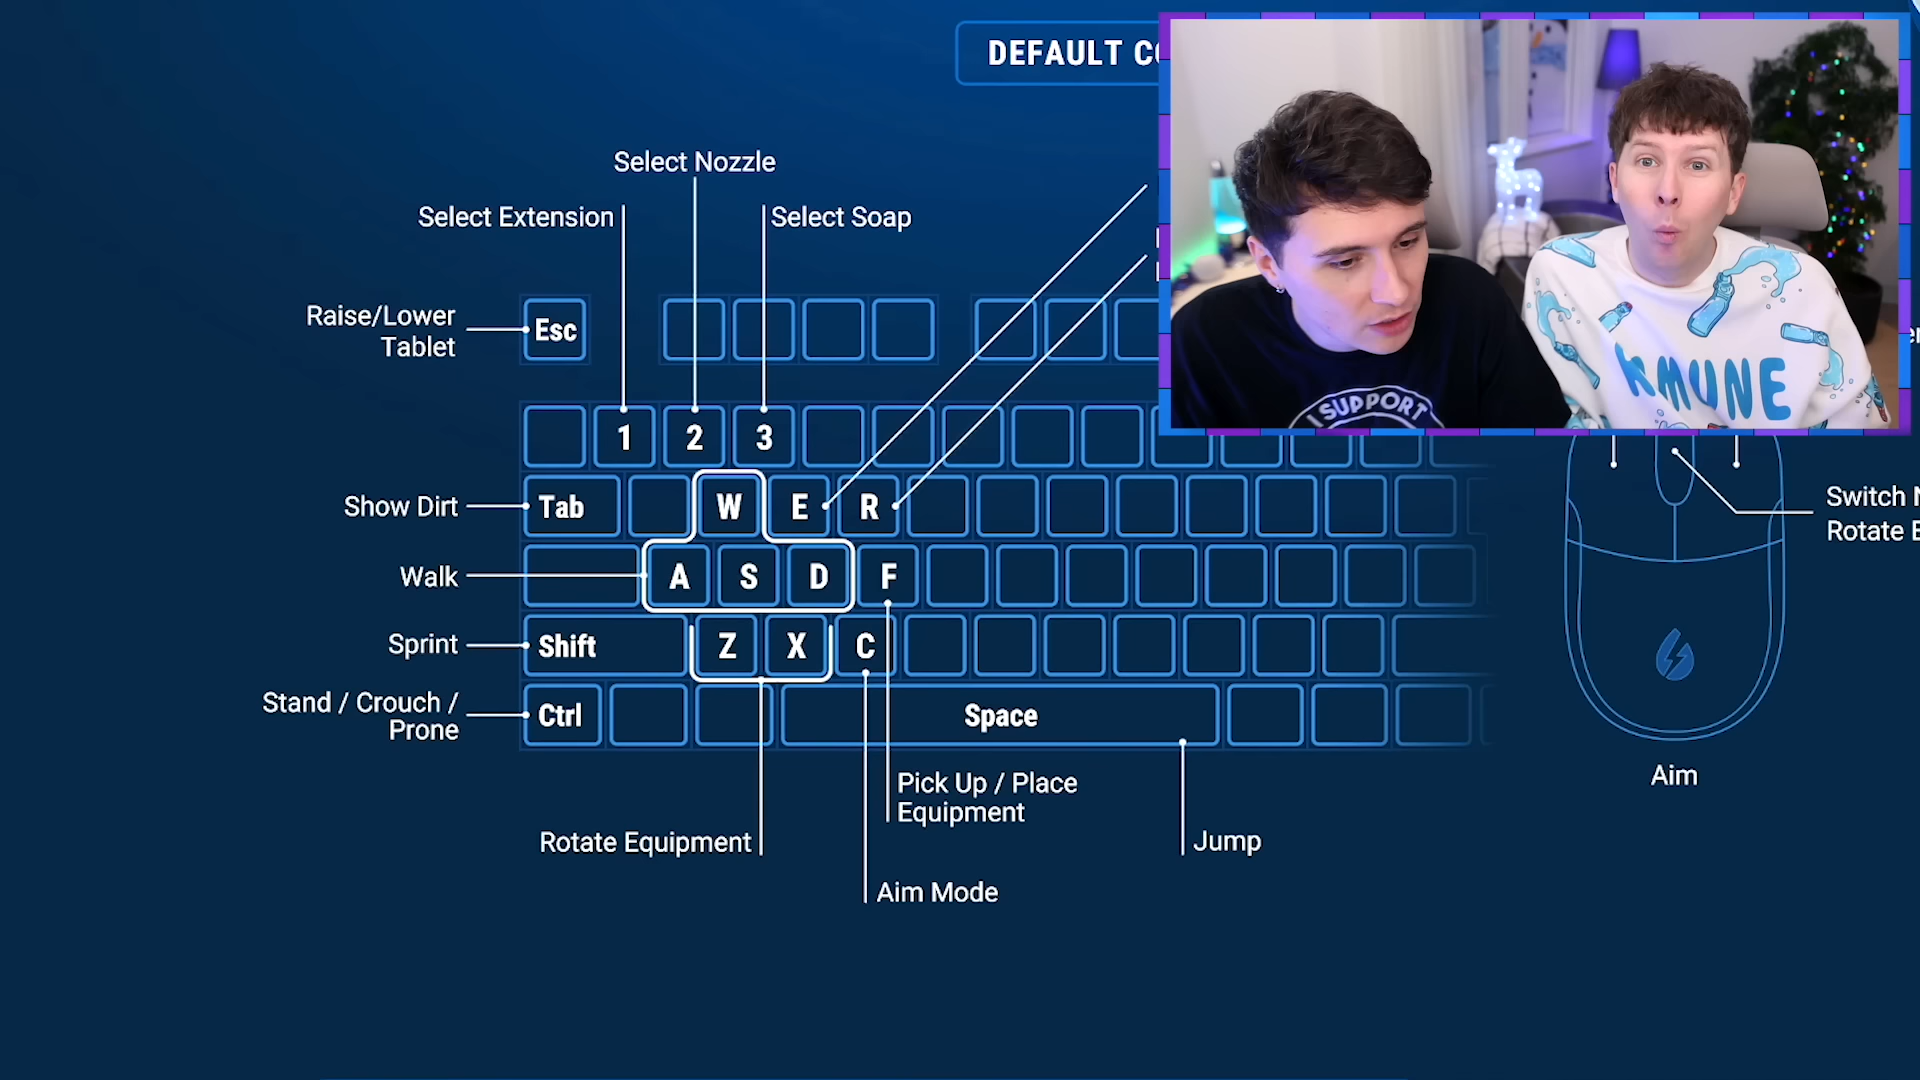 DEFAULT
Select Nozzle
Select Extension
Select Soap
Raise/Lower
Tablet
Esc
1
2
3
Show Dirt
Tab
W
E
R
Walk
A
S
D
F
Sprint
Shift
Z
X
C
Stand / Crouch /
Prone
Ctrl
Space
Pick Up / Place
Equipment
Rotate Equipment
Jump
Aim Mode
Switch
Rotate
Aim
I SUPPORT